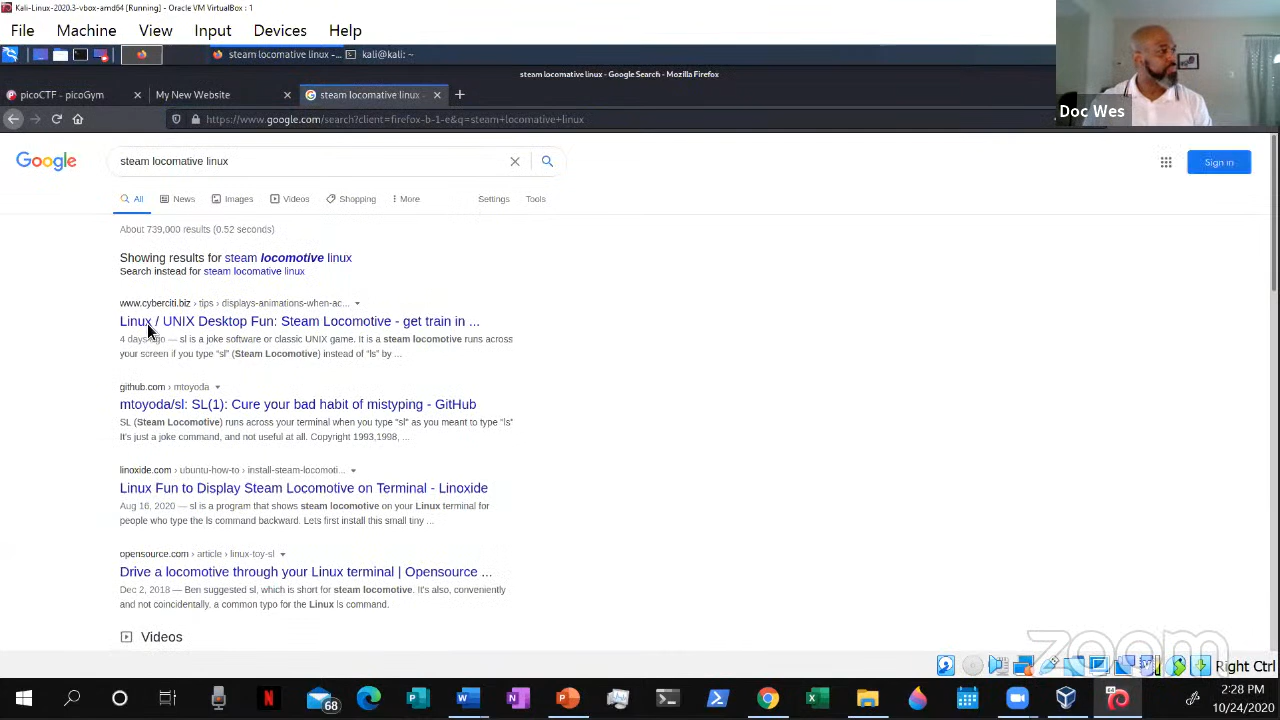 Kali-Linux-2020.3-vbox-amd64 [Running] - Oracle VM VirtualBox : 1
File Machine View Input Devices Help
steam locomative linux -... kali@kali: ~
steam locomative linux - Google Search - Mozilla Firefox
picoCTF - picoGym My New Website steam locomative linux -
https://www.google.com/search?client=firefox-b-1-e&q=steam+locomative+linux
Doc Wes
Google steam locomative linux Sign in
All News Images Videos Shopping More Settings Tools
About 739,000 results (0.52 seconds)
Showing results for steam locomotive linux
Search instead for steam locomative linux
www.cyberciti.biz › tips › displays-animations-when-ac...
Linux / UNIX Desktop Fun: Steam Locomotive - get train in ...
4 days ago — sl is a joke software or classic UNIX game. It is a steam locomotive runs across
your screen if you type "sl" (Steam Locomotive) instead of "ls" by ...
github.com › mtoyoda
mtoyoda/sl: SL(1): Cure your bad habit of mistyping - GitHub
SL (Steam Locomotive) runs across your terminal when you type "sl" as you meant to type "ls"
It's just a joke command, and not useful at all. Copyright 1993,1998, ...
linoxide.com › ubuntu-how-to › install-steam-locomoti...
Linux Fun to Display Steam Locomotive on Terminal - Linoxide
Aug 16, 2020 — sl is a program that shows steam locomotive on your Linux terminal for
people who type the ls command backward. Lets first install this small tiny ...
opensource.com › article › linux-toy-sl
Drive a locomotive through your Linux terminal | Opensource ...
Dec 2, 2018 — Ben suggested sl, which is short for steam locomotive. It's also, conveniently
and not coincidentally, a common typo for the Linux ls command.
Videos
zoom
Right Ctrl
68
2:28 PM
10/24/2020